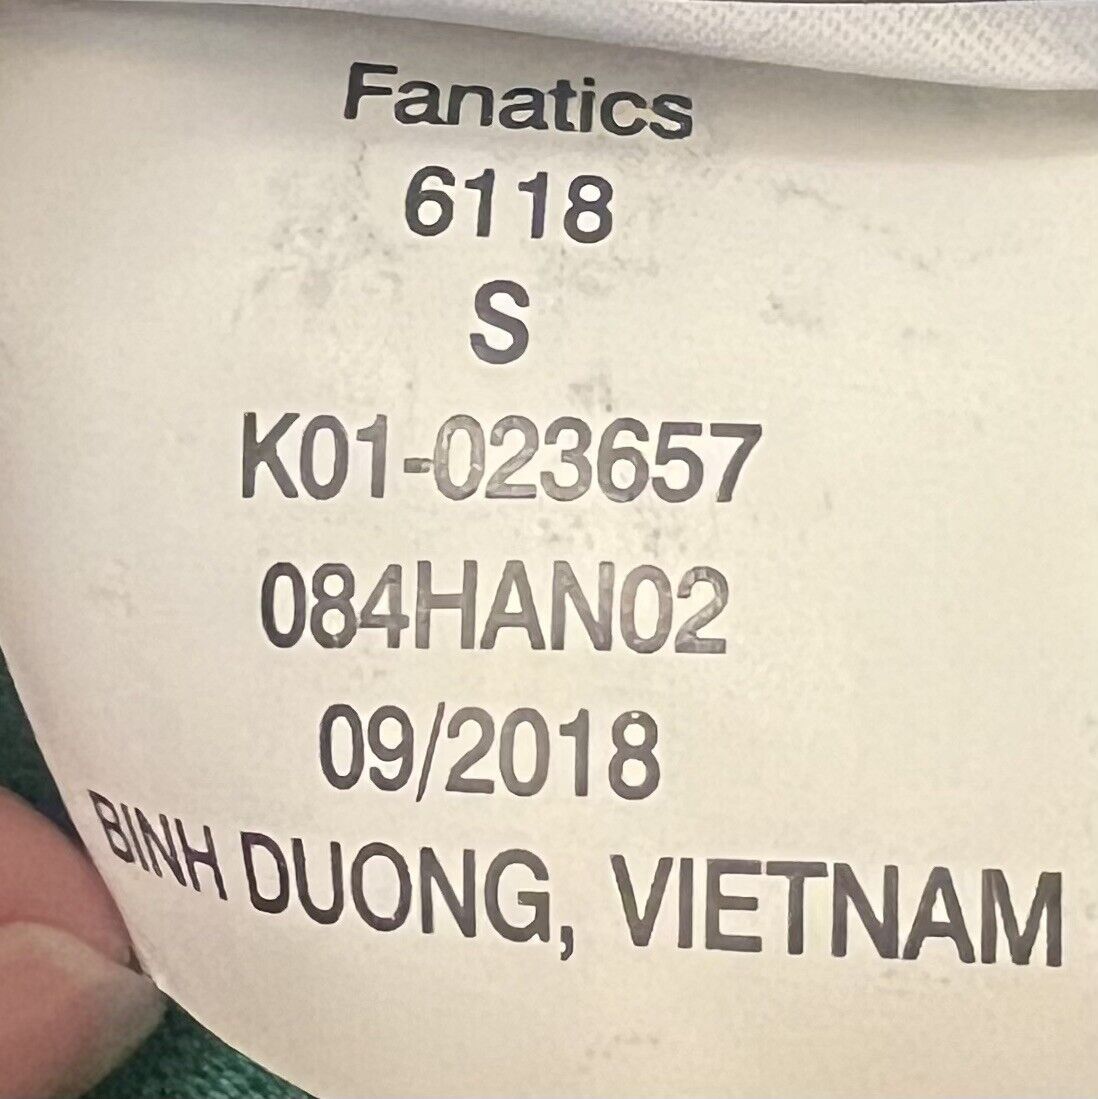 Fanatics
6118
S
K01-023657
084HAN02
09/2018
BINH DUONG, VIETNAM